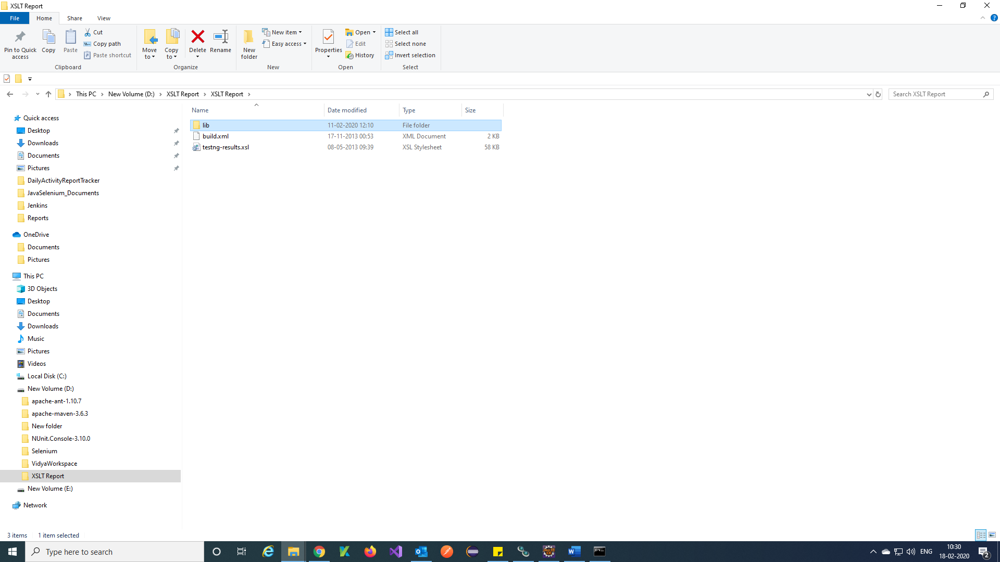 XSLT Report
File Home Share View
Pin to Quick access
Copy
Paste
Cut
Copy path
Paste shortcut
Clipboard
Move to
Copy to
Delete
Rename
Organize
New folder
New item
Easy access
New
Properties
Open
Edit
History
Open
Select all
Select none
Invert selection
Select
This PC New Volume (D:) XSLT Report XSLT Report
Search XSLT Report
Name Date modified Type Size
lib 11-02-2020 12:10 File folder
build.xml 17-11-2013 00:53 XML Document 2 KB
testng-results.xsl 08-05-2013 09:39 XSL Stylesheet 58 KB
Quick access
Desktop
Downloads
Documents
Pictures
DailyActivityReportTracker
JavaSelenium_Documents
Jenkins
Reports
OneDrive
Documents
Pictures
This PC
3D Objects
Desktop
Documents
Downloads
Music
Pictures
Videos
Local Disk (C:)
New Volume (D:)
apache-ant-1.10.7
apache-maven-3.6.3
New folder
NUnit.Console-3.10.0
Selenium
VidyaWorkspace
XSLT Report
New Volume (E:)
Network
3 items 1 item selected
Type here to search
ENG
10:30
18-02-2020
2